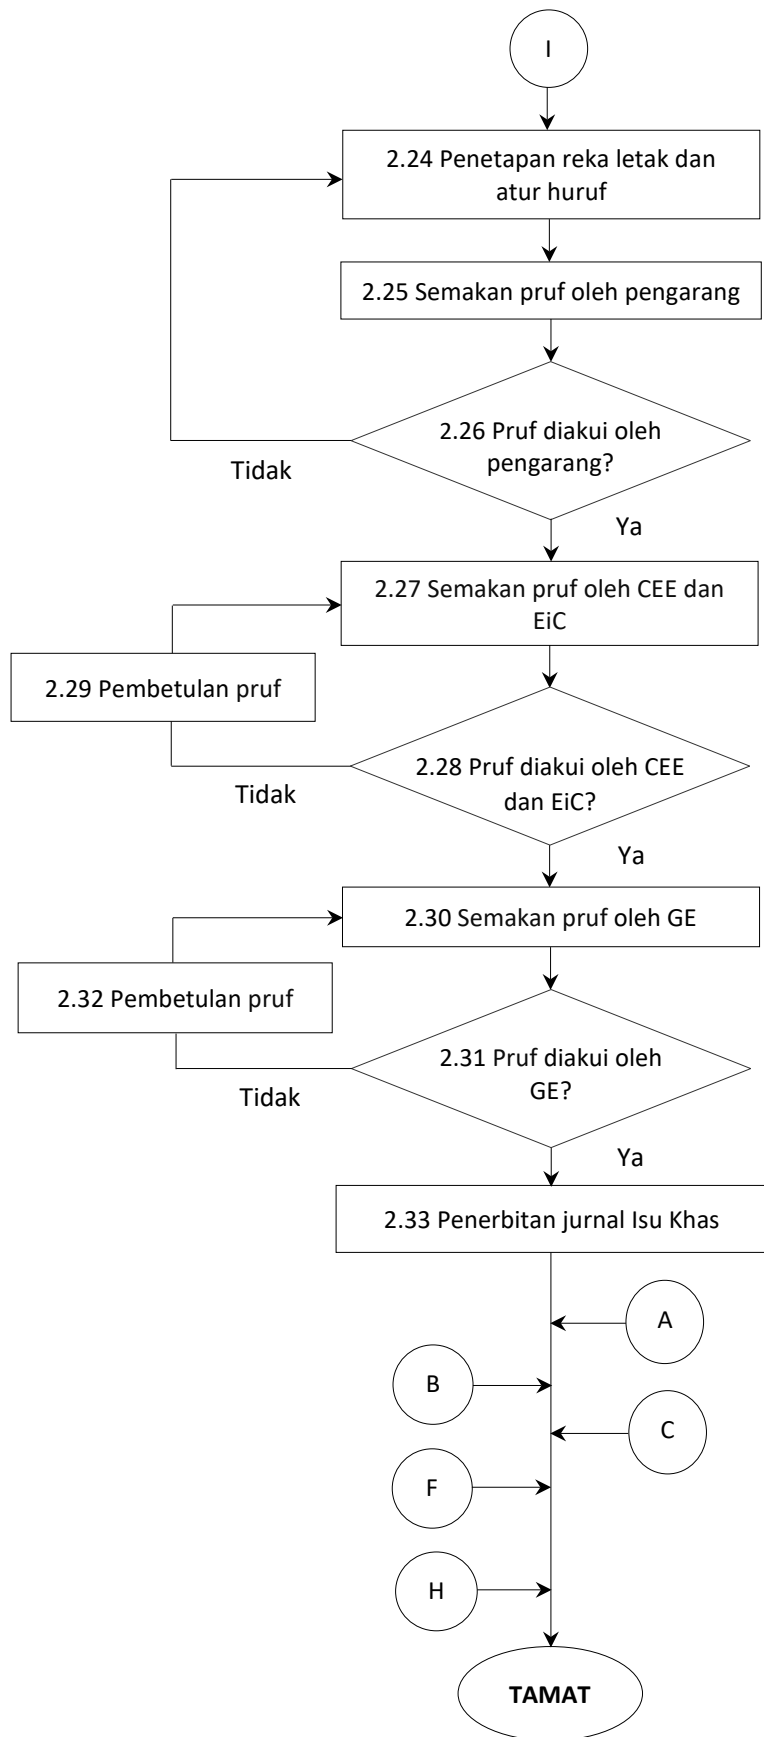 I
2.24 Penetapan reka letak dan
atur huruf
2.25 Semakan pruf oleh pengarang
2.26 Pruf diakui oleh
pengarang?
Tidak
Ya
2.27 Semakan pruf oleh CEE dan
EiC
2.29 Pembetulan pruf
2.28 Pruf diakui oleh CEE
dan EiC?
Tidak
Ya
2.30 Semakan pruf oleh GE
2.32 Pembetulan pruf
2.31 Pruf diakui oleh
GE?
Tidak
Ya
2.33 Penerbitan jurnal Isu Khas
A
B
C
F
H
TAMAT